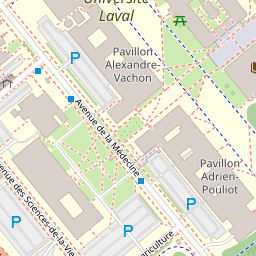 Université
Laval
Pavillon
Alexandre-
Vachon
P
P
Avenue de la Médecine
Pavillon
Adrien-
Pouliot
Avenue des Sciences-de-la-Vie
P
P